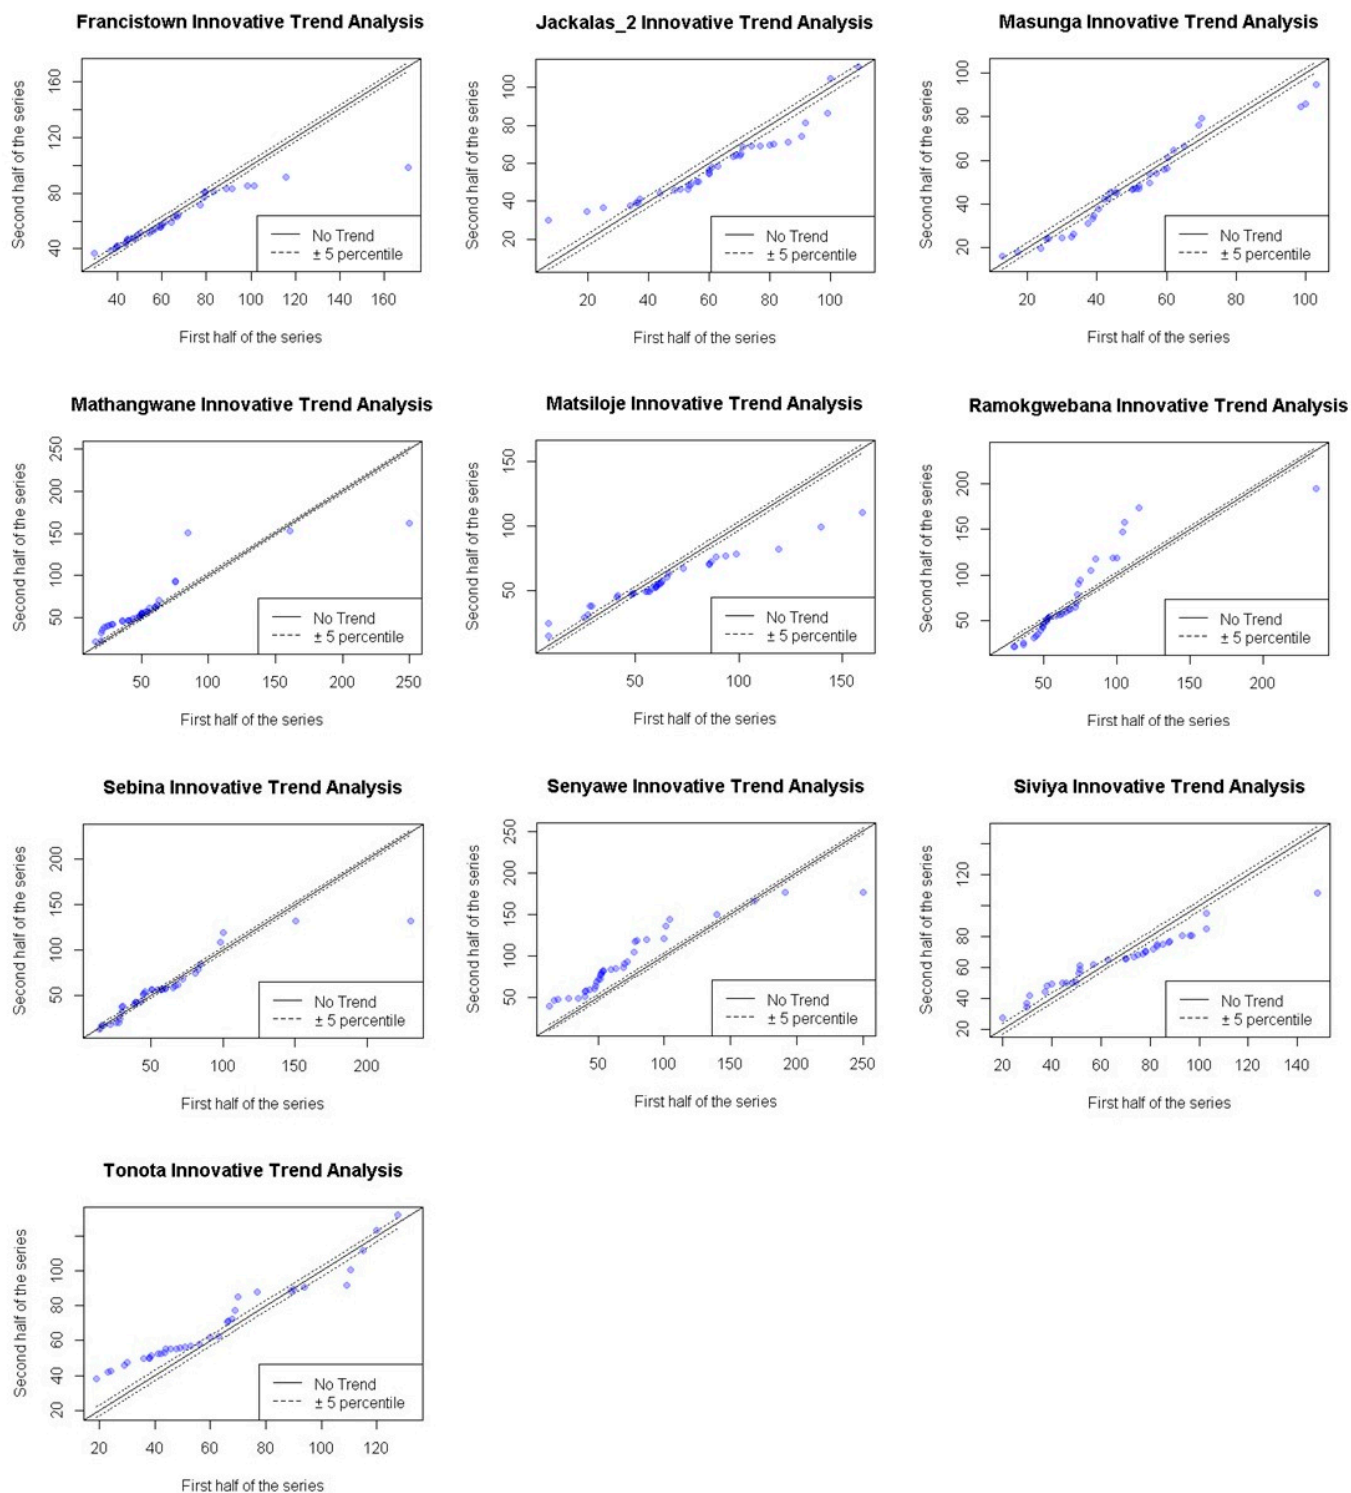 Francistown Innovative Trend Analysis
Second half of the series
160
120
80
40
40 60 80 100 120 140 160
First half of the series
No Trend
± 5 percentile
Jackalas_2 Innovative Trend Analysis
Second half of the series
100
80
60
40
20
20 40 60 80 100
First half of the series
No Trend
± 5 percentile
Masunga Innovative Trend Analysis
Second half of the series
100
80
60
40
20
20 40 60 80 100
First half of the series
No Trend
± 5 percentile
Mathangwane Innovative Trend Analysis
Second half of the series
250
200
150
100
50
50 100 150 200 250
First half of the series
No Trend
± 5 percentile
Matsiloje Innovative Trend Analysis
Second half of the series
150
100
50
50 100 150
First half of the series
No Trend
± 5 percentile
Ramokgwebana Innovative Trend Analysis
Second half of the series
200
150
100
50
50 100 150 200
First half of the series
No Trend
± 5 percentile
Sebina Innovative Trend Analysis
Second half of the series
200
150
100
50
50 100 150 200
First half of the series
No Trend
± 5 percentile
Senyawe Innovative Trend Analysis
Second half of the series
250
200
150
100
50
50 100 150 200 250
First half of the series
No Trend
± 5 percentile
Siviya Innovative Trend Analysis
Second half of the series
120
80
60
40
20
20 40 60 80 100 120 140
First half of the series
No Trend
± 5 percentile
Tonota Innovative Trend Analysis
Second half of the series
100
80
60
40
20
20 40 60 80 100 120
First half of the series
No Trend
± 5 percentile